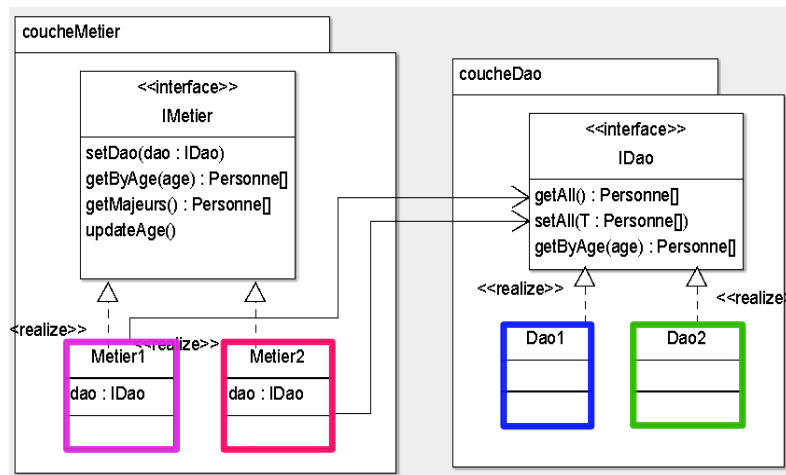 coucheMetier
<<interface>>
IMetier
setDao(dao : IDao)
getByAge(age) : Personne[]
getMajeurs() : Personne[]
updateAge()
<realize>>
<<realize>>
Metier1
dao : IDao
Metier2
dao : IDao
coucheDao
<<interface>>
IDao
getAll() : Personne[]
setAll(T : Personne[])
getByAge(age) : Personne[]
<<realize>>
<<realize
Dao1
Dao2